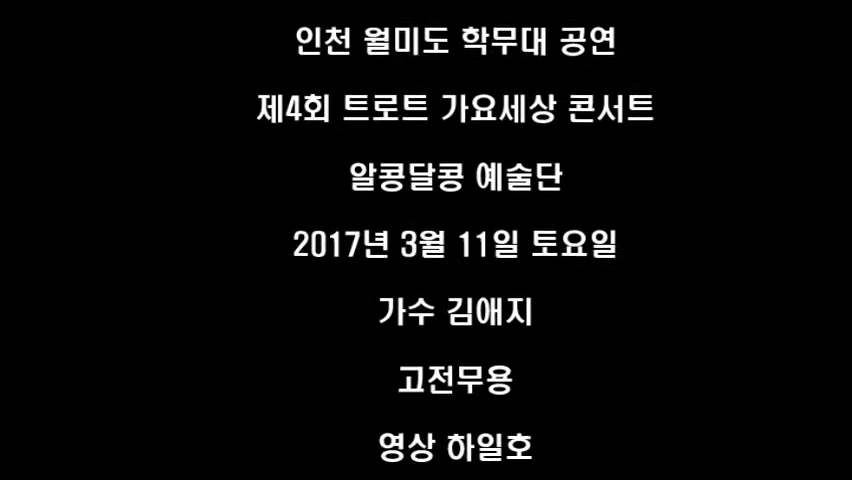 인천 월미도 학무대 공연
제4회 트로트 가요세상 콘서트
알콩달콩 예술단
2017년 3월 11일 토요일
가수 김애지
고전무용
영상 하일호